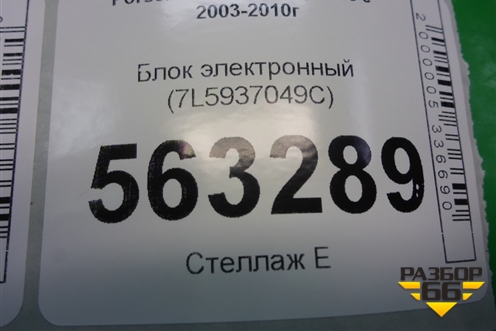 2003-2010г
Блок электронный
(7L5937049C)
563289
Стеллаж Е
2000005336690
РАЗБОР
66